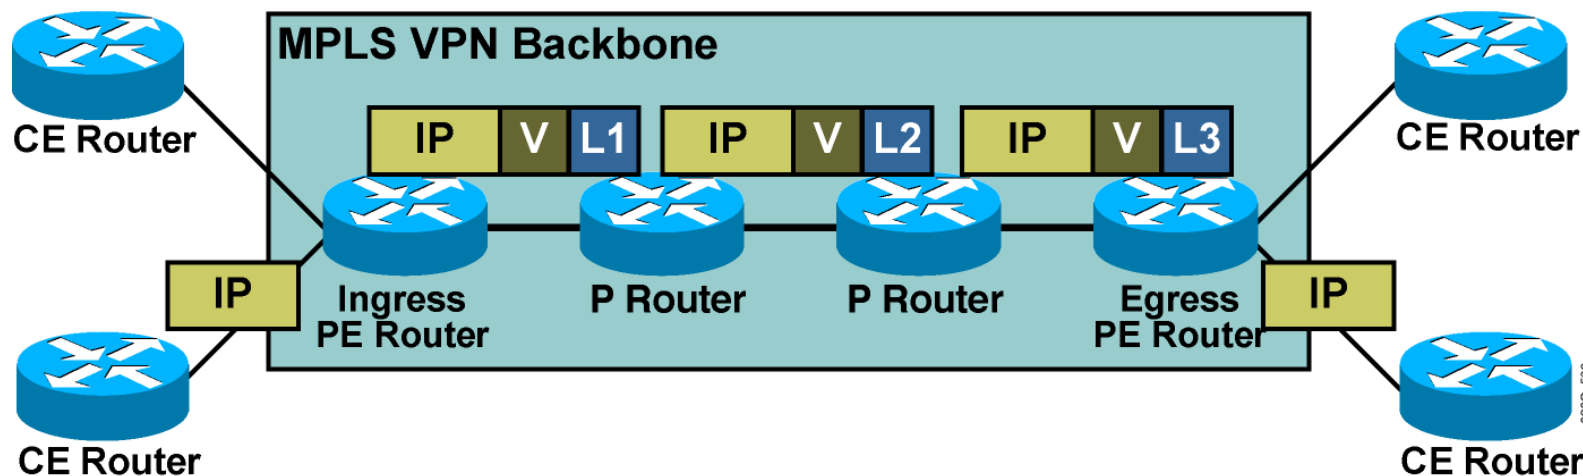 MPLS VPN Backbone
CE Router
IP V L1
IP V L2
IP V L3
CE Router
IP
Ingress
PE Router
P Router
P Router
Egress
PE Router
IP
CE Router
CE Router